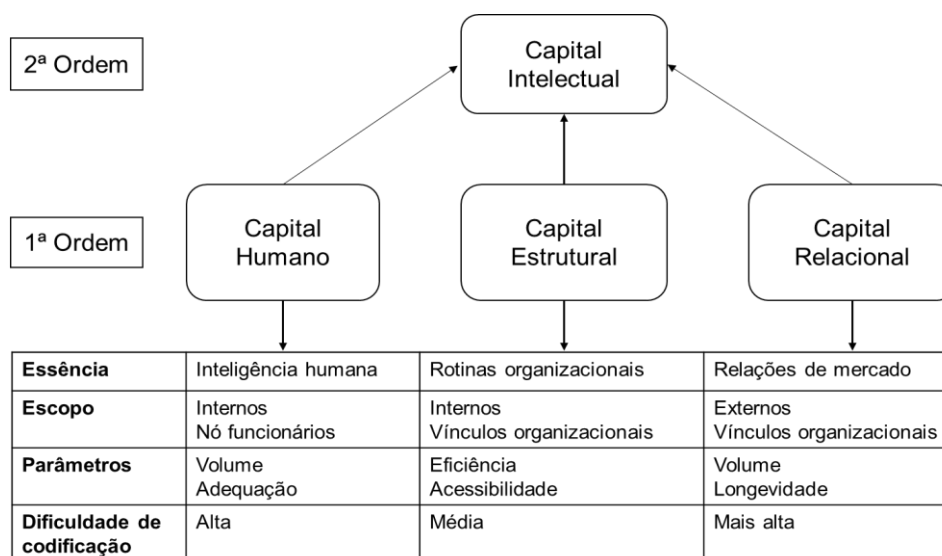 2ª Ordem
Capital
Intelectual
1ª Ordem
Capital
Humano
Capital
Estrutural
Capital
Relacional
Essência
Inteligência humana
Rotinas organizacionais
Relações de mercado
Escopo
Internos
Nó funcionários
Internos
Vínculos organizacionais
Externos
Vínculos organizacionais
Parâmetros
Volume
Adequação
Eficiência
Acessibilidade
Volume
Longevidade
Dificuldade de
codificação
Alta
Média
Mais alta